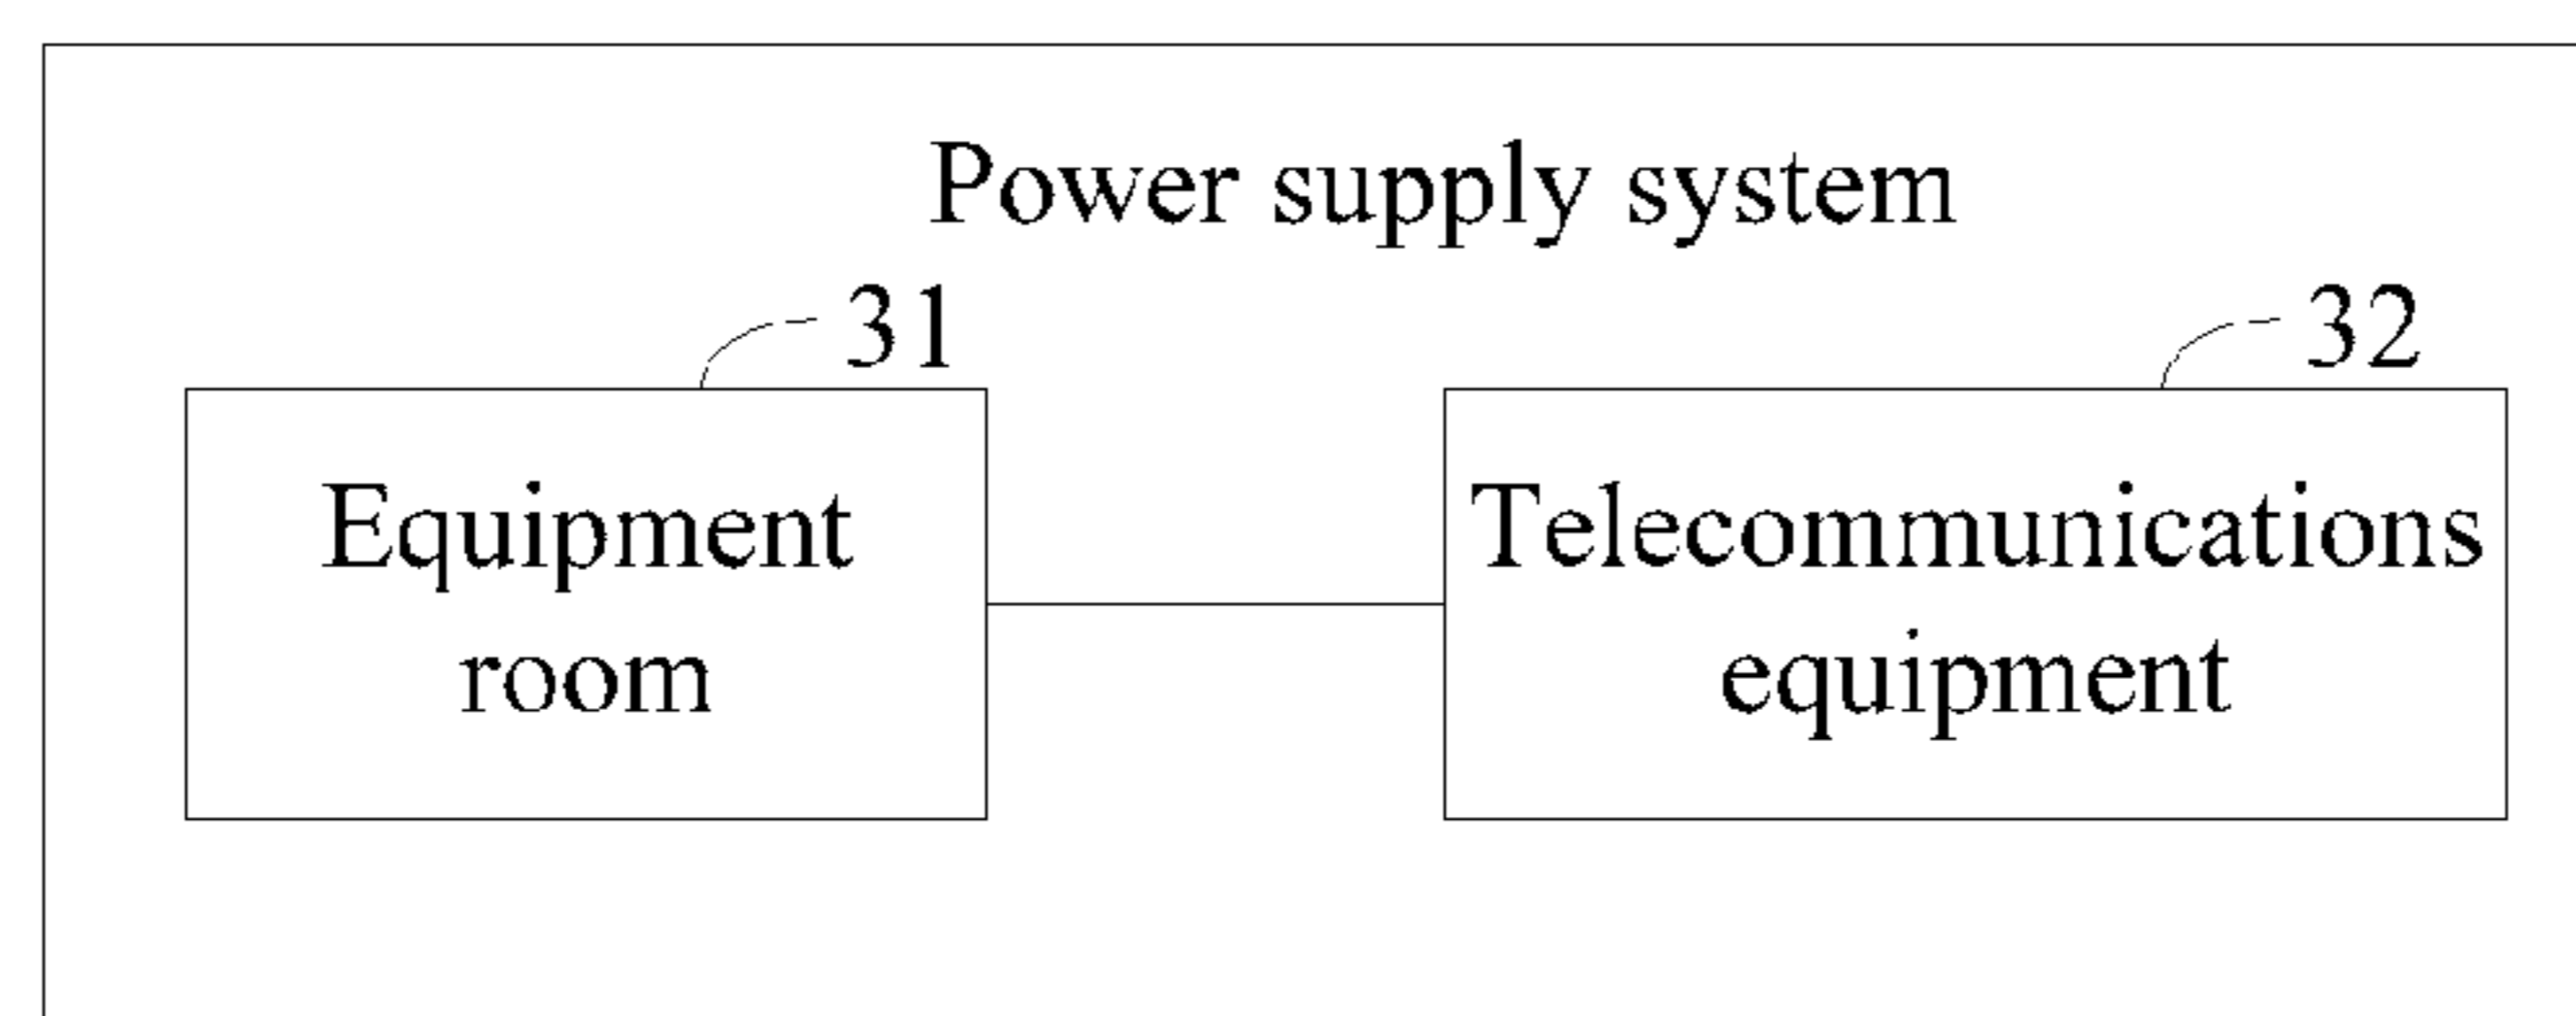 Power supply system
31
32
Equipment
room
Telecommunications
equipment